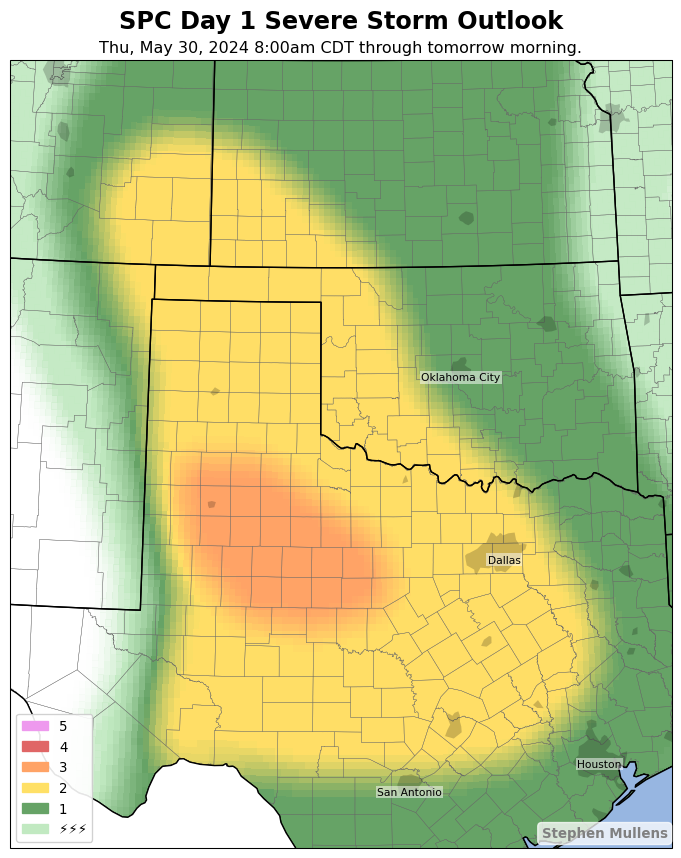 SPC Day 1 Severe Storm Outlook
Thu, May 30, 2024 8:00am CDT through tomorrow morning.
Oklahoma City
Dallas
Houston
San Antonio
5
4
3
2
1
⚡⚡⚡
Stephen Mullens